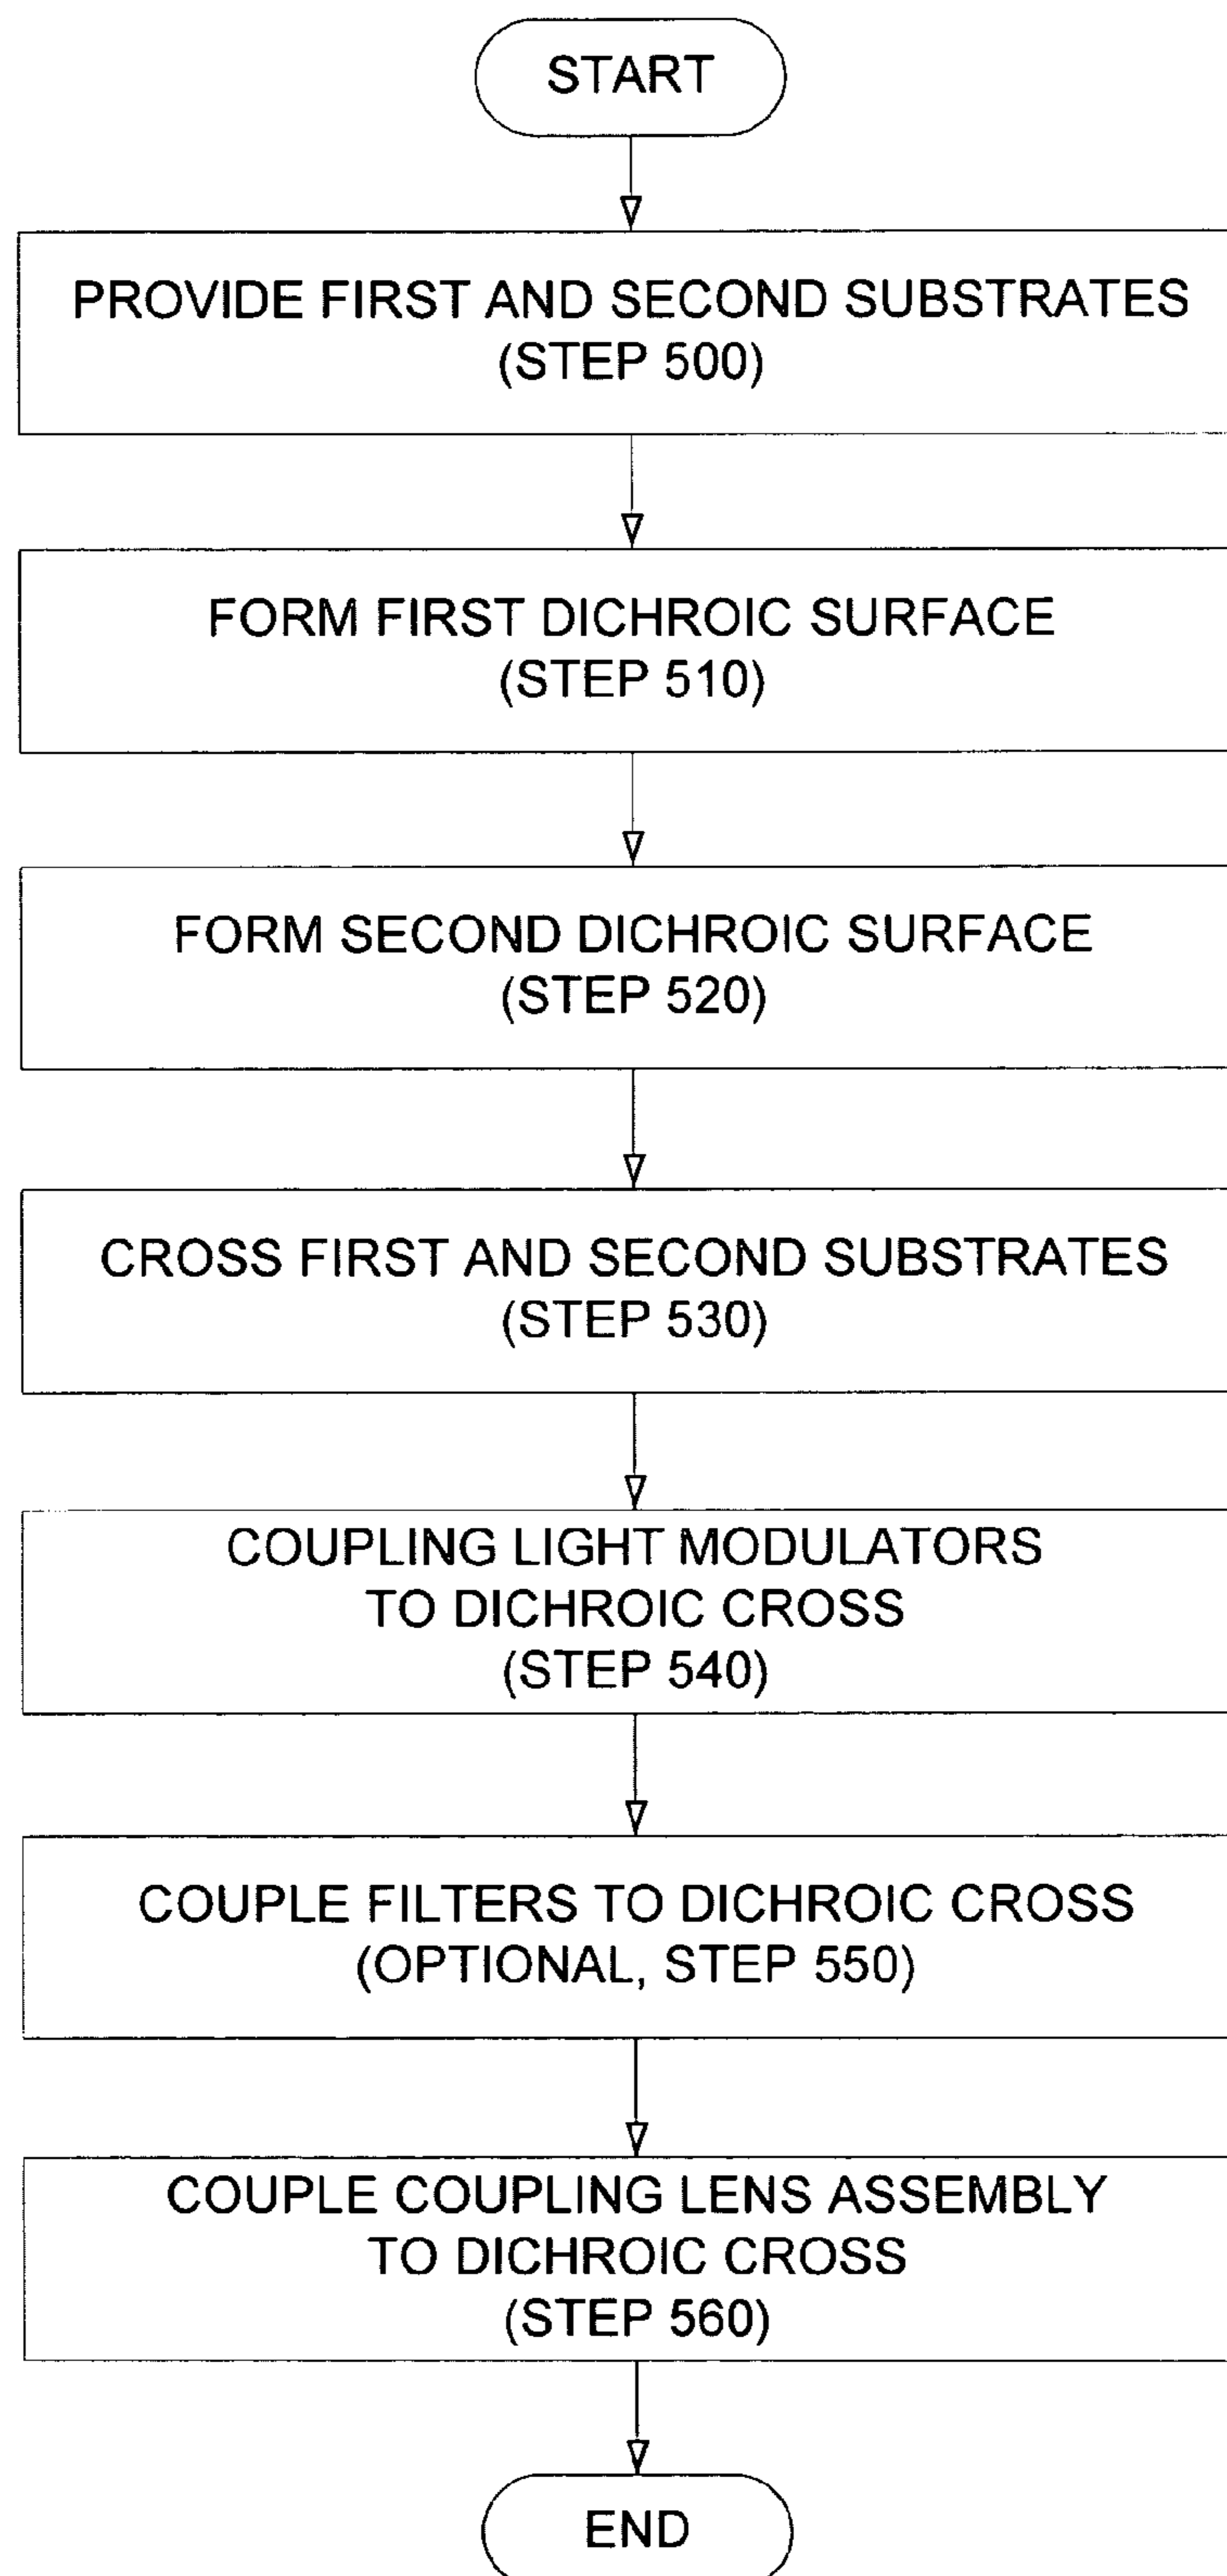 START
PROVIDE FIRST AND SECOND SUBSTRATES
(STEP 500)
FORM FIRST DICHROIC SURFACE
(STEP 510)
FORM SECOND DICHROIC SURFACE
(STEP 520)
CROSS FIRST AND SECOND SUBSTRATES
(STEP 530)
COUPLING LIGHT MODULATORS
TO DICHROIC CROSS
(STEP 540)
COUPLE FILTERS TO DICHROIC CROSS
(OPTIONAL, STEP 550)
COUPLE COUPLING LENS ASSEMBLY
TO DICHROIC CROSS
(STEP 560)
END